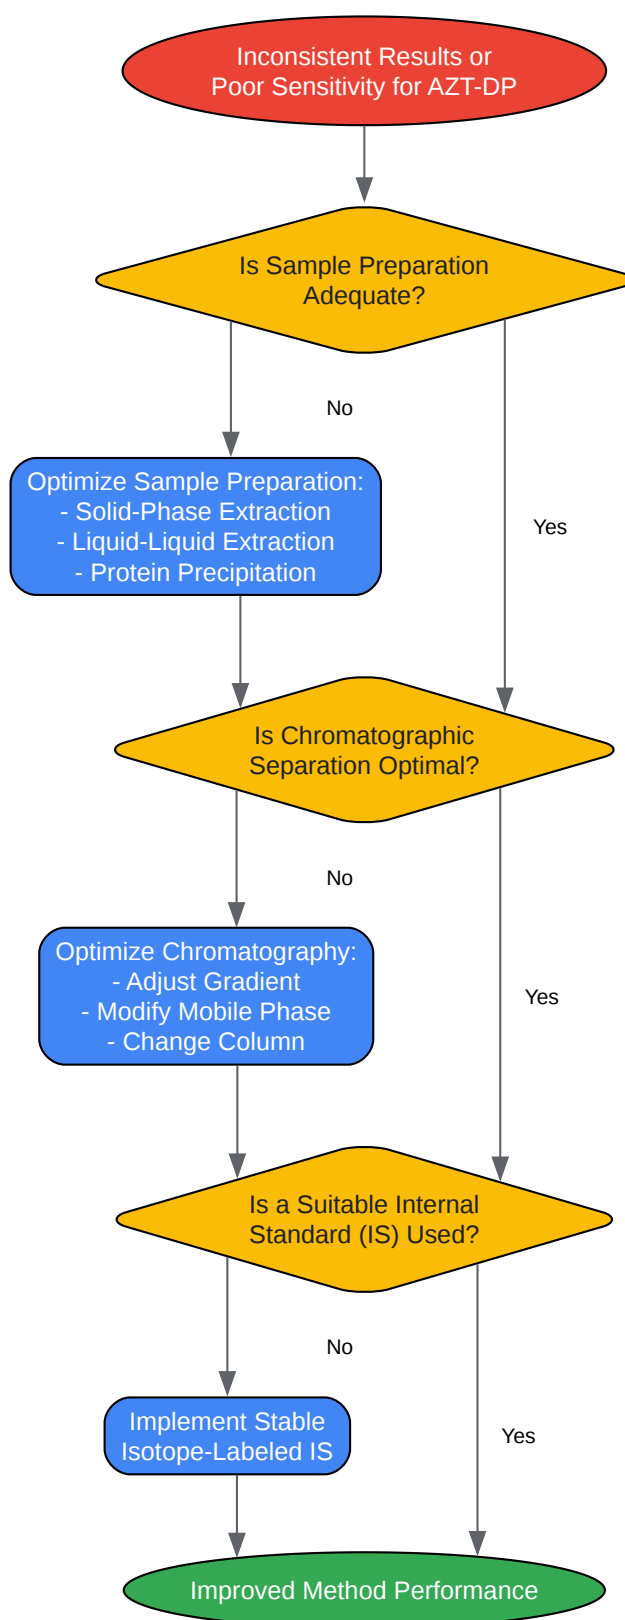 Inconsistent Results or
Poor Sensitivity for AZT-DP
Is Sample Preparation
Adequate?
No
Optimize Sample Preparation:
- Solid-Phase Extraction
- Liquid-Liquid Extraction
- Protein Precipitation
Yes
Is Chromatographic
Separation Optimal?
No
Optimize Chromatography:
- Adjust Gradient
- Modify Mobile Phase
- Change Column
Yes
Is a Suitable Internal
Standard (IS) Used?
No
Implement Stable
Isotope-Labeled IS
Yes
Improved Method Performance